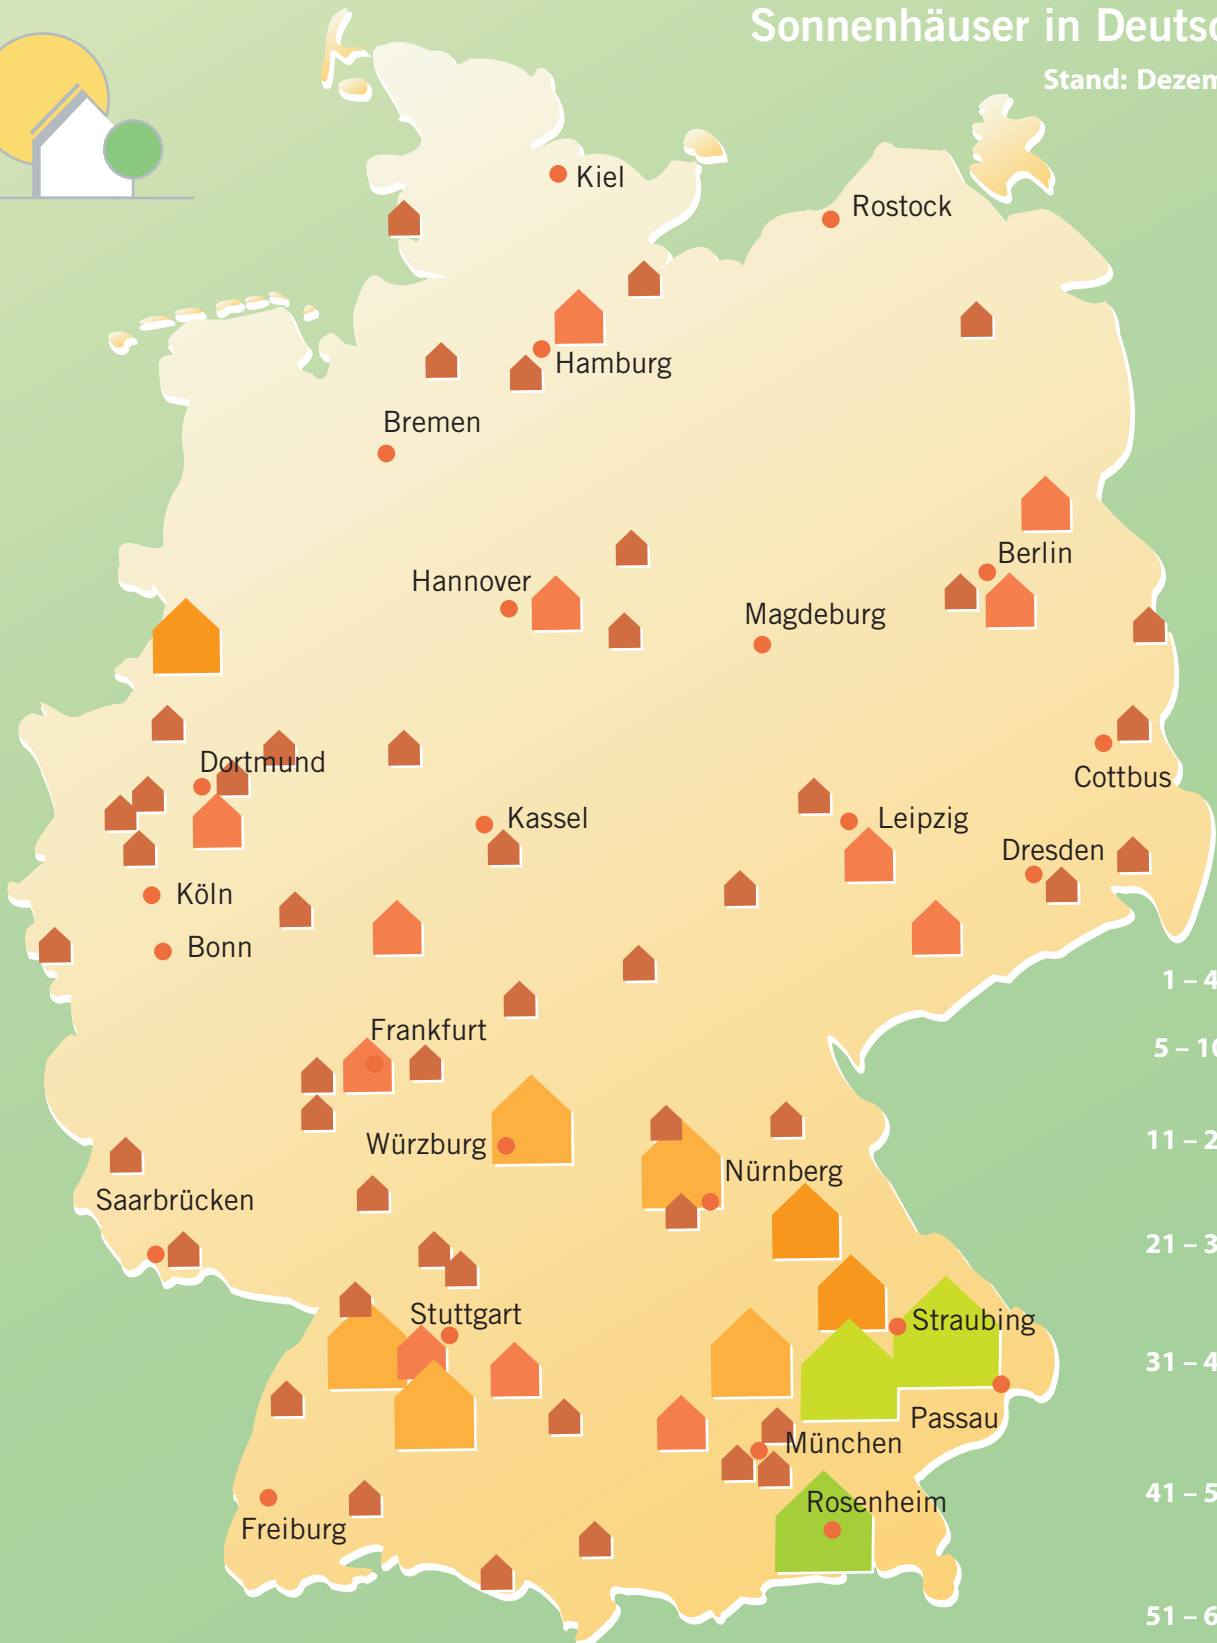 Sonnenhäuser in Deutsc
Stand: Dezem
Kiel
Rostock
Hamburg
Bremen
Berlin
Hannover
Magdeburg
Dortmund
Cottbus
Kassel
Leipzig
Dresden
Köln
Bonn
1 – 4
Frankfurt
5 – 10
11 – 2
Würzburg
Nürnberg
Saarbrücken
21 – 3
Stuttgart
Straubing
31 – 4
Passau
München
41 – 5
Rosenheim
Freiburg
51 – 6